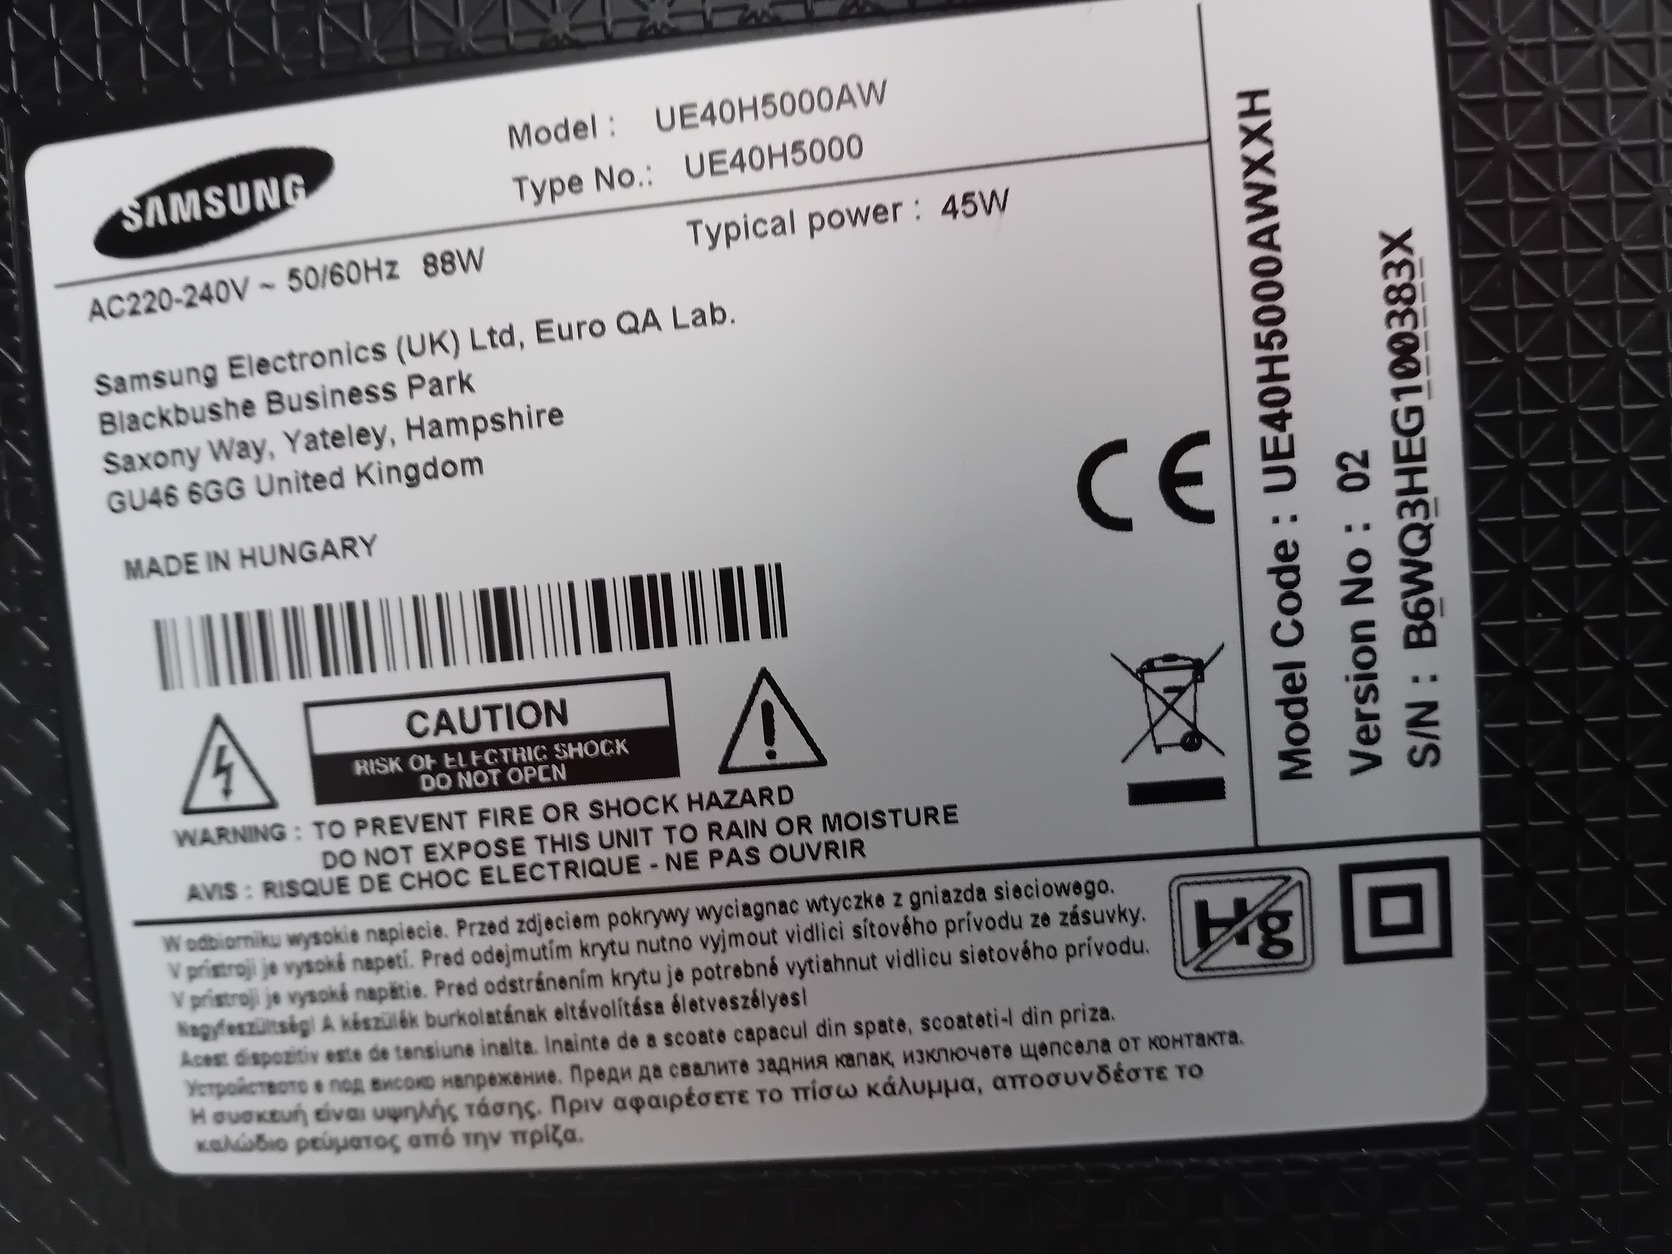 SAMSUNG
Model : UE40H5000AW
Type No.: UE40H5000
AC220-240V ~ 50/60Hz 88W
Typical power : 45W
Samsung Electronics (UK) Ltd, Euro QA Lab.
Blackbushe Business Park
Saxony Way, Yateley, Hampshire
GU46 6GG United Kingdom
MADE IN HUNGARY
CE
CAUTION
RISK OF ELECTRIC SHOCK
DO NOT OPEN
WARNING : TO PREVENT FIRE OR SHOCK HAZARD
DO NOT EXPOSE THIS UNIT TO RAIN OR MOISTURE
AVIS : RISQUE DE CHOC ELECTRIQUE - NE PAS OUVRIR
W odbiorniku wysokie napiecie. Przed zdjeciem pokrywy wyciagnac wtyczke z gniazda sieciowego.
V prístroji je vysoké napetí. Pred odejmutím krytu nutno vyjmout vidlici sítového prívodu ze zásuvky.
V prístroji je vysoké napätie. Pred odstránením krytu je potrebné vytiahnut vidlicu sietového prívodu.
Nagyfeszültség! A készülék burkolatának eltávolítása életveszélyes!
Acest dispozitiv este de tensiune inalta. Inainte de a scoate capacul din spate, scoateti-l din priza.
Устройството е под високо напрежение. Преди да свалите задния капак, изключете щепсела от контакта.
Η συσκευή είναι υψηλής τάσης. Πριν αφαιρέσετε το πίσω κάλυμμα, αποσυνδέστε το
καλώδιο ρεύματος από την πρίζα.
Hg
Model Code : UE40H5000AWXXH
Version No : 02
S/N : B6WQ3HEG100383X